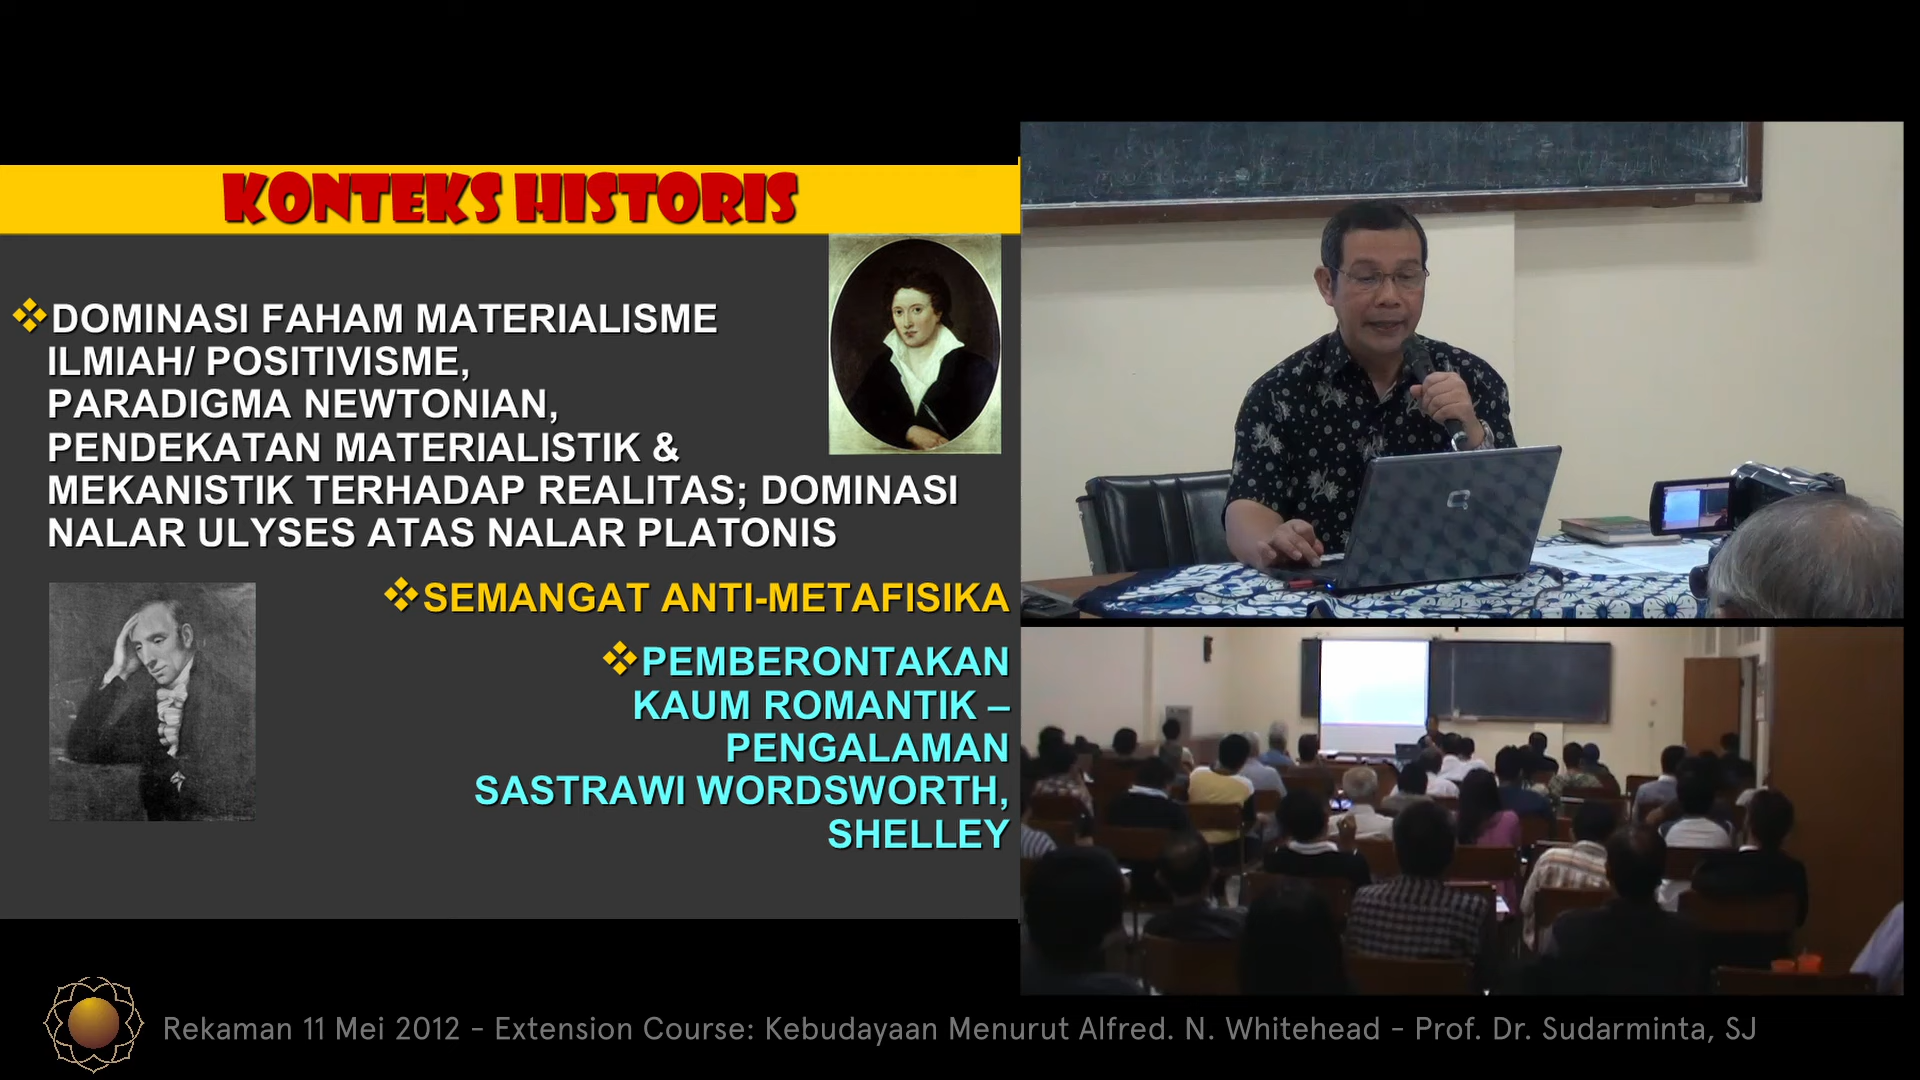 KONTEKS HISTORIS
DOMINASI FAHAM MATERIALISME
ILMIAH/ POSITIVISME,
PARADIGMA NEWTONIAN,
PENDEKATAN MATERIALISTIK &
MEKANISTIK TERHADAP REALITAS; DOMINASI
NALAR ULYSES ATAS NALAR PLATONIS
SEMANGAT ANTI-METAFISIKA
PEMBERONTAKAN
KAUM ROMANTIK –
PENGALAMAN
SASTRAWI WORDSWORTH,
SHELLEY
Rekaman 11 Mei 2012 - Extension Course: Kebudayaan Menurut Alfred. N. Whitehead - Prof. Dr. Sudarminta, SJ